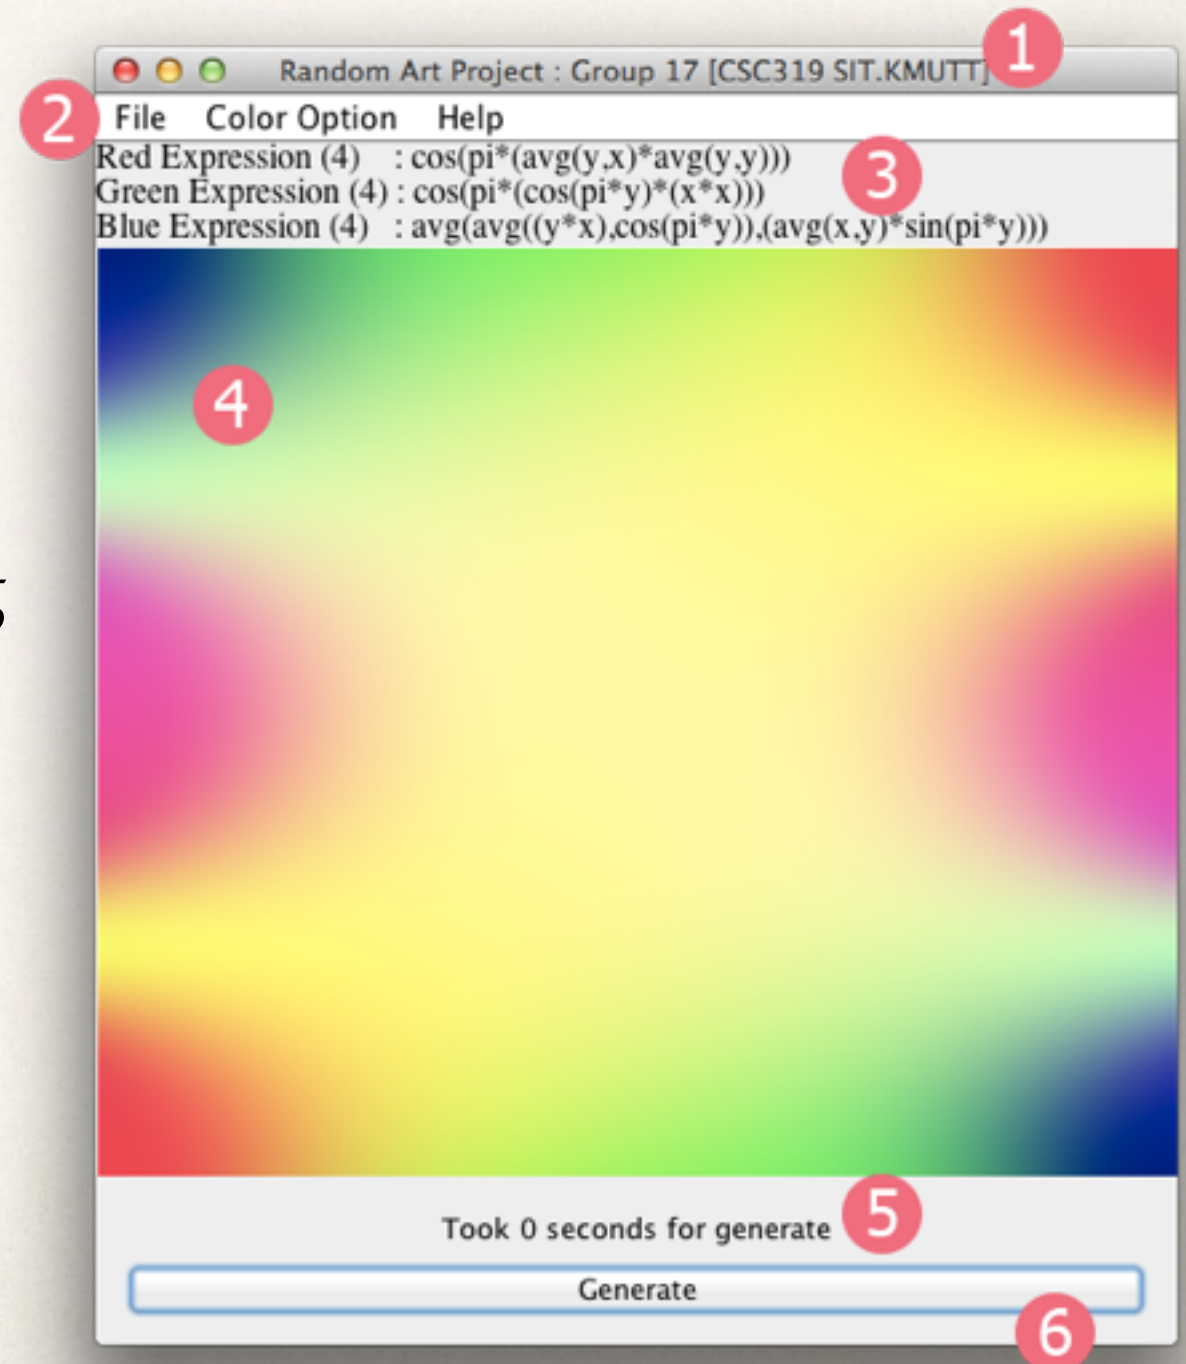 1
Random Art Project : Group 17 [CSC319 SIT.KMUTT]
2
File Color Option Help
Red Expression (4) : cos(pi*(avg(y,x)*avg(y,y)))
3
Green Expression (4) : cos(pi*(cos(pi*y)*(x*x)))
Blue Expression (4) : avg(avg((y*x),cos(pi*y)),(avg(x,y)*sin(pi*y)))
4
Took 0 seconds for generate
5
Generate
6